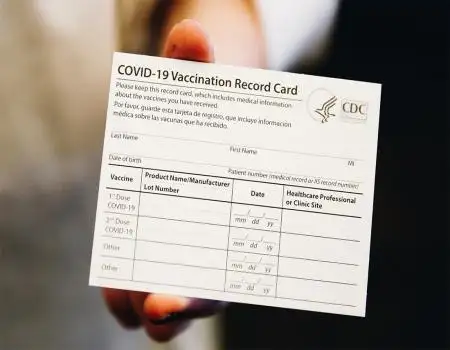 COVID-19 Vaccination Record Card
Please keep this record card, which includes medical information
about the vaccines you have received.
Por favor, guarde esta tarjeta de registro, que incluye información
médica sobre las vacunas que ha recibido.
CDC
Last Name
First Name
MI
Date of birth
Patient number (medical record or IIS record number)
Vaccine
Product Name/Manufacturer
Lot Number
Date
Healthcare Professional
or Clinic Site
1st Dose
COVID-19
mm dd yy
2nd Dose
COVID-19
mm dd yy
Other
mm dd yy
Other
mm dd yy